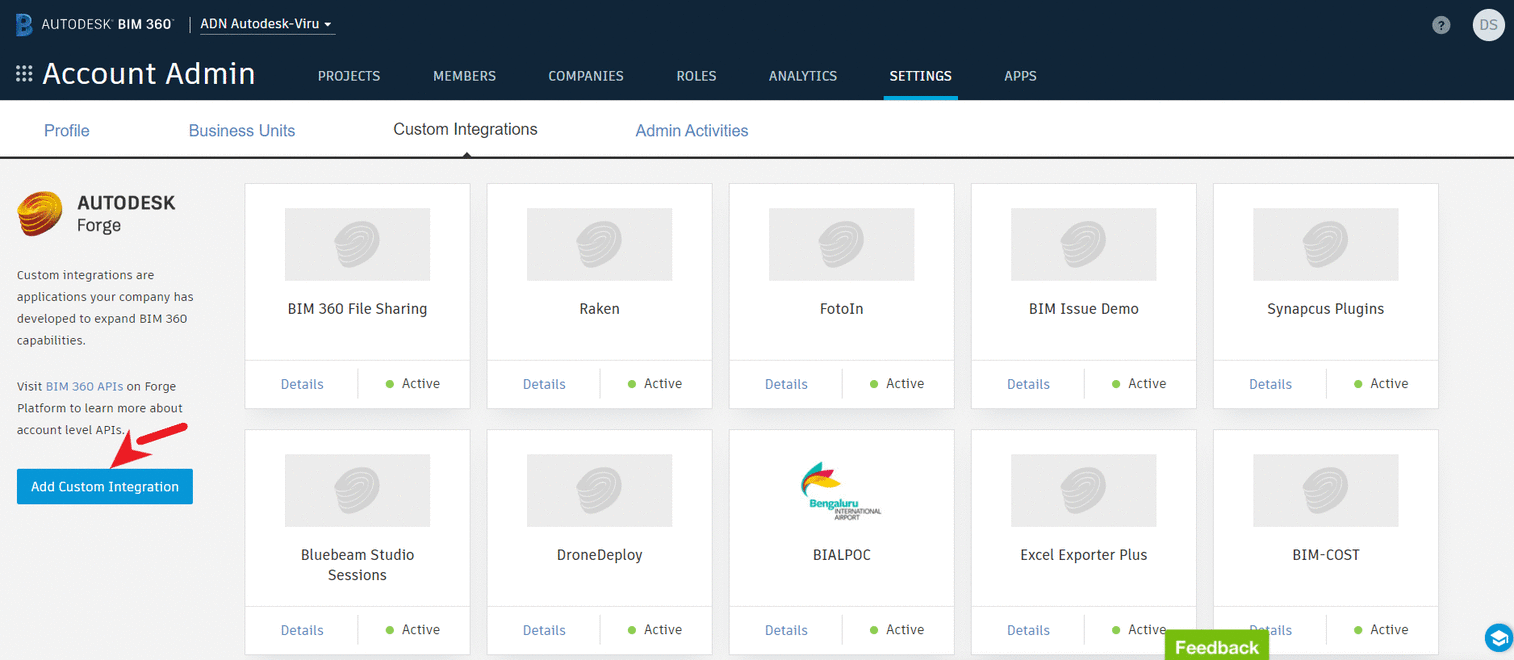 AUTODESK® BIM 360™ ADN Autodesk-Viru
? DS
Account Admin PROJECTS MEMBERS COMPANIES ROLES ANALYTICS SETTINGS APPS
Profile Business Units Custom Integrations Admin Activities
AUTODESK
Forge
Custom integrations are
applications your company has
developed to expand BIM 360
capabilities.
Visit BIM 360 APIs on Forge
Platform to learn more about
account level APIs.
Add Custom Integration
BIM 360 File Sharing
Details Active
Raken
Details Active
FotoIn
Details Active
BIM Issue Demo
Details Active
Synapcus Plugins
Details Active
Bluebeam Studio
Sessions
Details Active
DroneDeploy
Details Active
Bengaluru
INTERNATIONAL
AIRPORT
BIALPOC
Details Active
Excel Exporter Plus
Details Active
BIM-COST
Details Active
Feedback